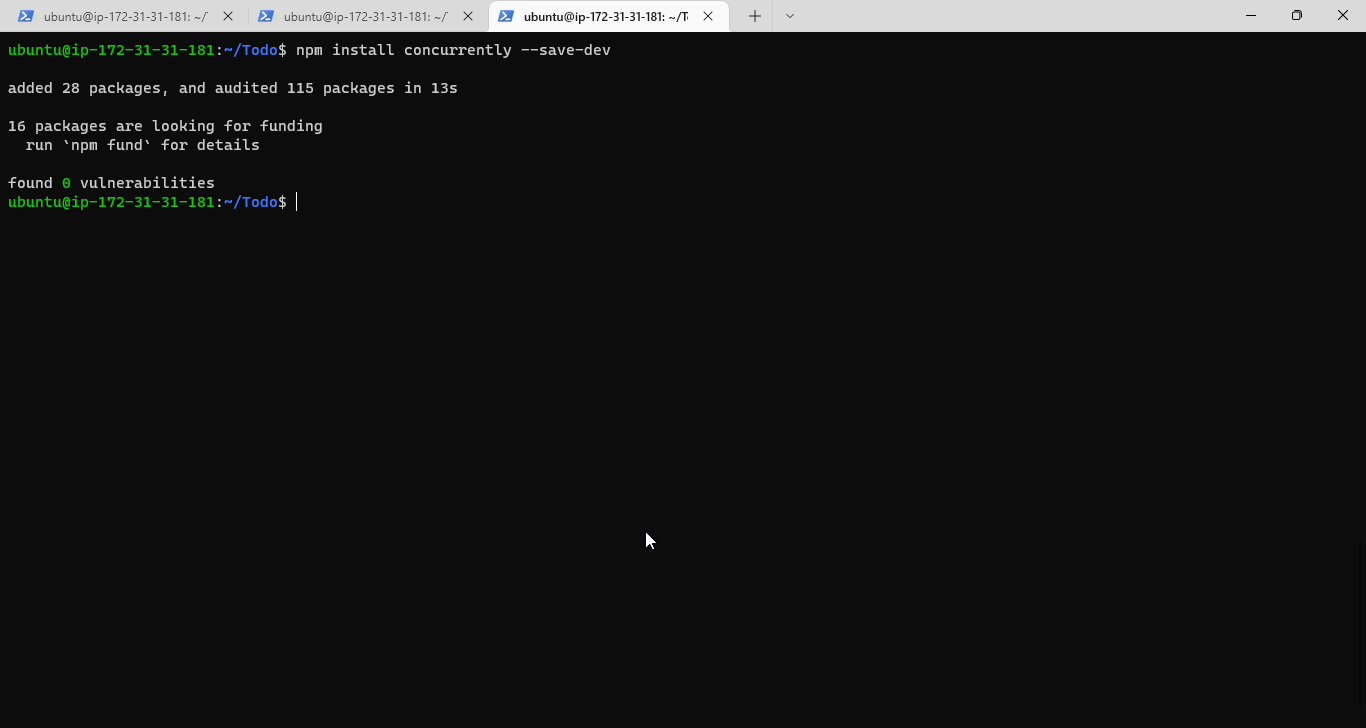 ubuntu@ip-172-31-31-181: ~/
ubuntu@ip-172-31-31-181: ~/
ubuntu@ip-172-31-31-181: ~/T
ubuntu@ip-172-31-31-181:~/Todo$ npm install concurrently --save-dev
added 28 packages, and audited 115 packages in 13s
16 packages are looking for funding
run `npm fund` for details
found 0 vulnerabilities
ubuntu@ip-172-31-31-181:~/Todo$